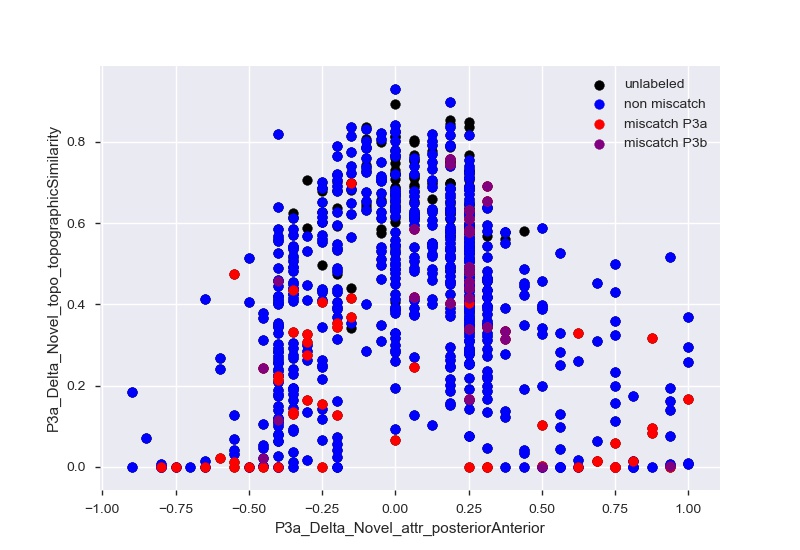 unlabeled
non miscatch
miscatch P3a
miscatch P3b
0.8
0.6
0.4
0.2
0.0
P3a_Delta_Novel_topo_topographicSimilarity
−1.00 −0.75 −0.50 −0.25 0.00 0.25 0.50 0.75 1.00
P3a_Delta_Novel_attr_posteriorAnterior